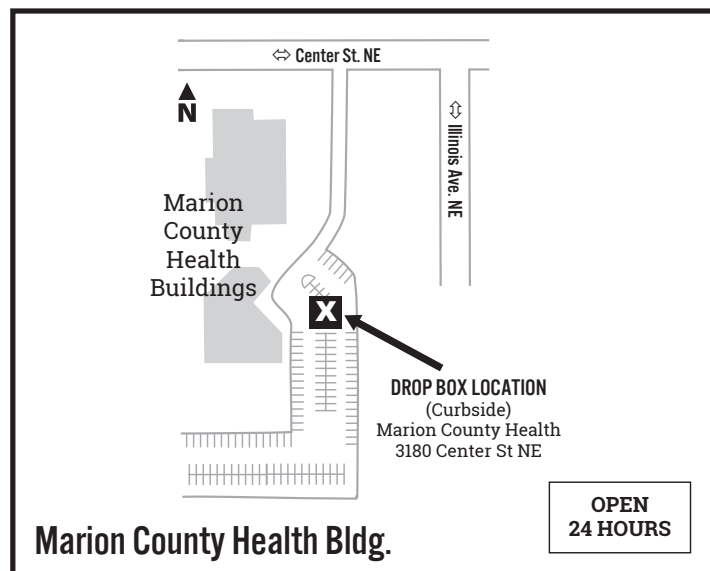 Center St. NE
N
Illinois Ave. NE
Marion
County
Health
Buildings
X
DROP BOX LOCATION
(Curbside)
Marion County Health
3180 Center St NE
OPEN
24 HOURS
Marion County Health Bldg.